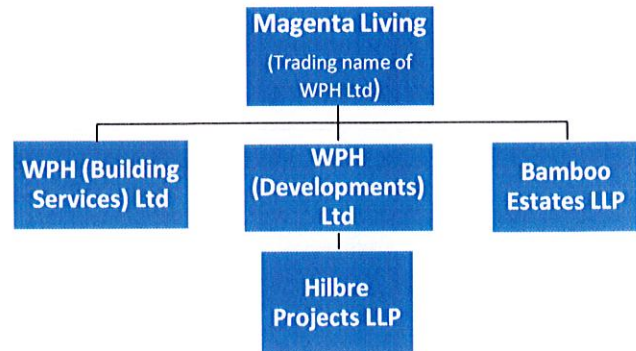 Magenta Living
(Trading name of
WPH Ltd)
WPH (Building
Services) Ltd
WPH
(Developments)
Ltd
Bamboo
Estates LLP
Hilbre
Projects LLP